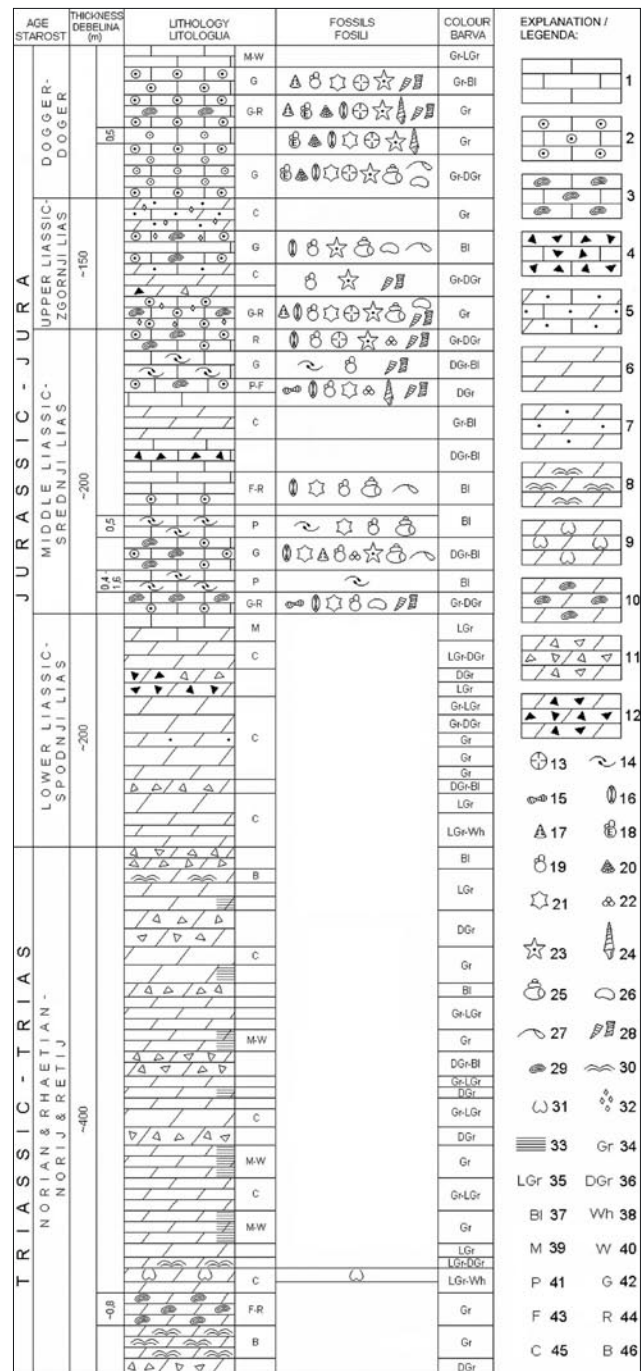 AGE
STAROST
THICKNESS
DEBELINA
(m)
LITHOLOGY
LITOLOGIJA
FOSSILS
FOSILI
COLOUR
BARVA
EXPLANATION /
LEGENDA:
JURASSIC - JURA
DOGGER-
DOGER
0,5
M-W
Gr-LGr
G
Gr-Bl
G-R
Gr
Gr
G
Gr-DGr
UPPER LIASSIC-
ZGORNJI LIAS
~150
C
Gr
G
Bl
C
Gr-DGr
G-R
Gr
MIDDLE LIASSIC-
SREDNJI LIAS
~200
0,5
0,4 -
1,6
R
Gr-DGr
G
DGr-Bl
P-F
DGr
C
Gr-Bl
DGr-Bl
F-R
Bl
P
Bl
G
DGr-Bl
P
Bl
G-R
Gr-DGr
LOWER LIASSIC-
SPODNJI LIAS
~200
M
LGr
C
LGr-DGr
DGr
LGr
Gr-LGr
Gr-DGr
C
Gr
Gr
Gr
DGr-Bl
LGr
C
LGr-Wh
TRIASSIC - TRIAS
NORIAN & RHAETIAN -
NORIJ & RETIJ
~400
~0,8
Bl
B
LGr
DGr
C
Gr
Bl
Gr-LGr
M-W
Gr
DGr-Bl
Gr-LGr
DGr
C
Gr-LGr
DGr
M-W
Gr
C
Gr-LGr
M-W
Gr
LGr
LGr-DGr
C
LGr-Wh
F-R
Gr
B
Gr
DGr
1
2
3
4
5
6
7
8
9
10
11
12
13
14
15
16
17
18
19
20
21
22
23
24
25
26
27
28
29
30
31
32
33
Gr 34
LGr 35
DGr 36
Bl 37
Wh 38
M 39
W 40
P 41
G 42
F 43
R 44
C 45
B 46